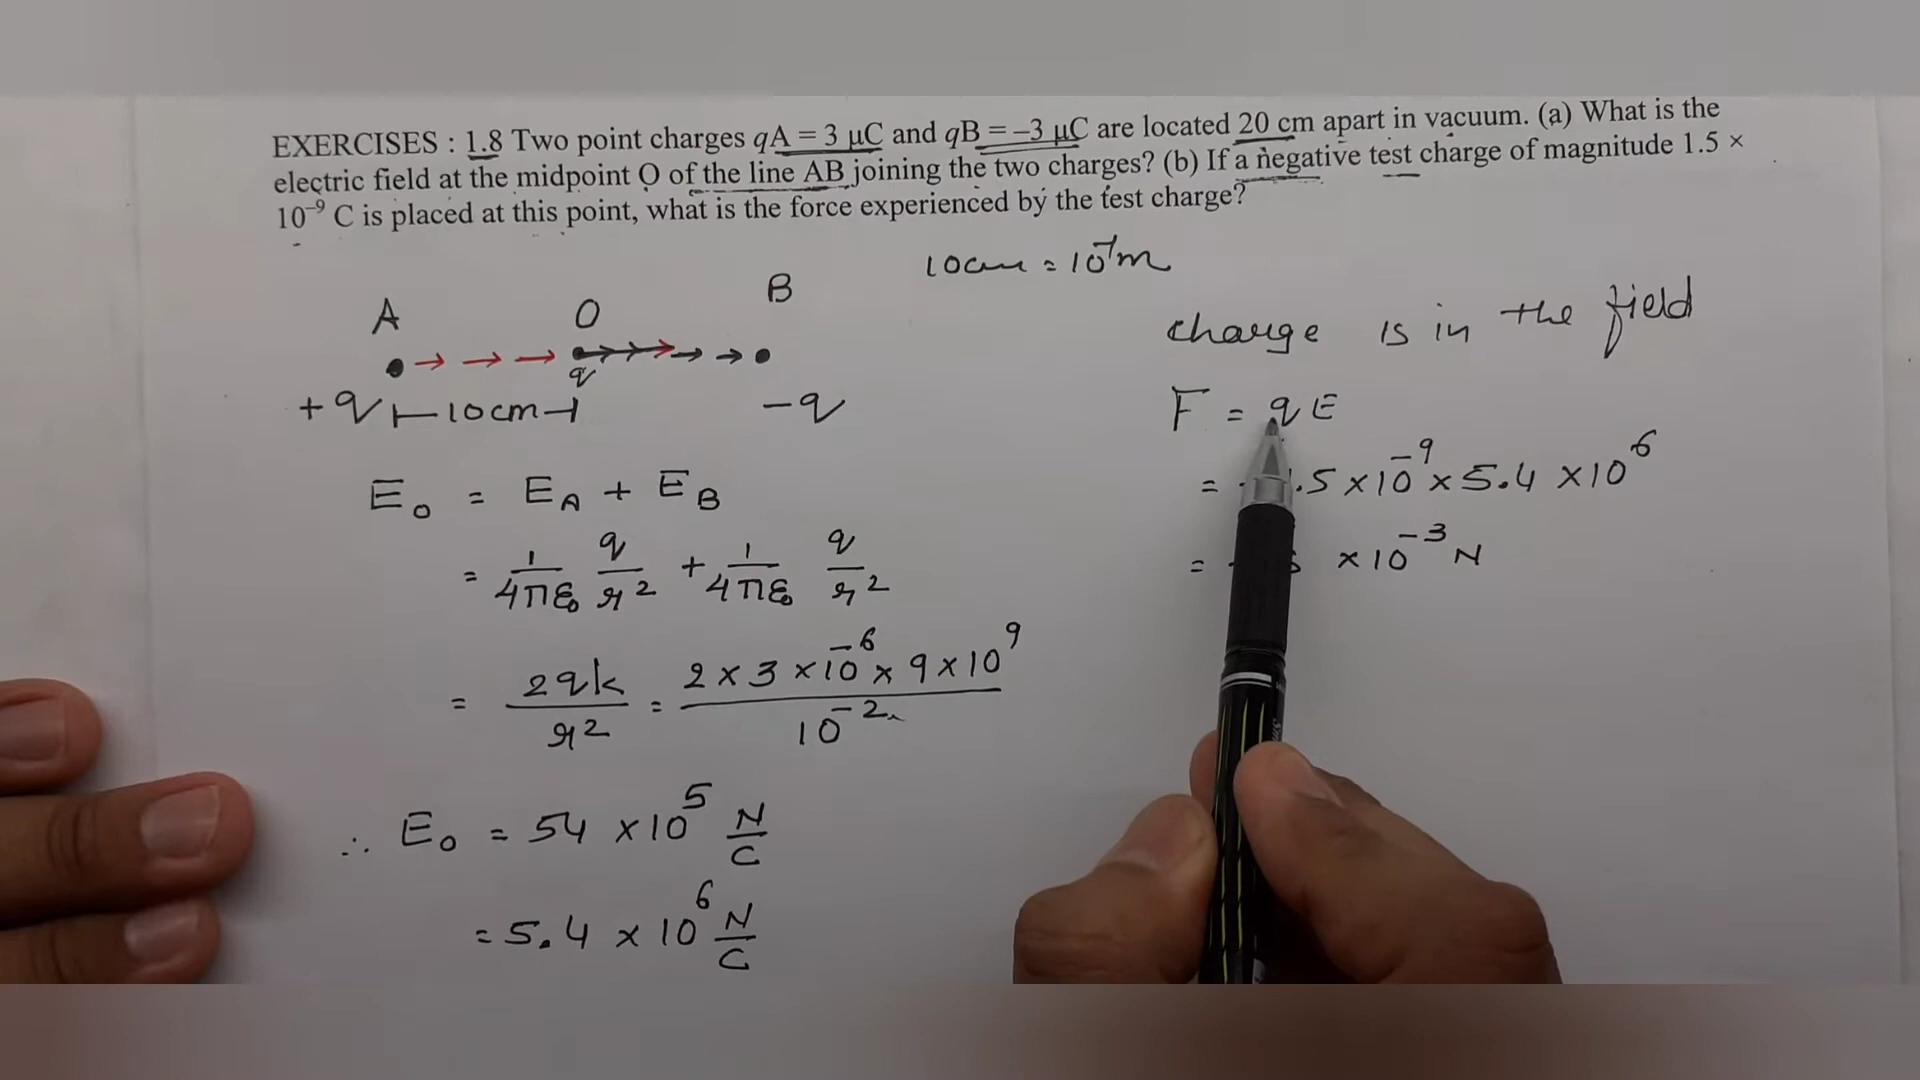 EXERCISES : 1.8 Two point charges qA = 3 μC and qB = –3 μC are located 20 cm apart in vacuum. (a) What is the
electric field at the midpoint O of the line AB joining the two charges? (b) If a negative test charge of magnitude 1.5 ×
10⁻⁹ C is placed at this point, what is the force experienced by the test charge?
10cm = 10⁻¹m
A O B
q
+q 10cm -q
E₀ = E_A + E_B
= 1/4πε₀ q/r² + 1/4πε₀ q/r²
= 2qk/r² = 2 × 3 × 10⁻⁶ × 9 × 10⁹/10⁻²
∴ E₀ = 54 × 10⁵ N/C
= 5.4 × 10⁶ N/C
charge is in the field
F = qE
= .5 × 10⁻⁹ × 5.4 × 10⁶
= × 10⁻³ N